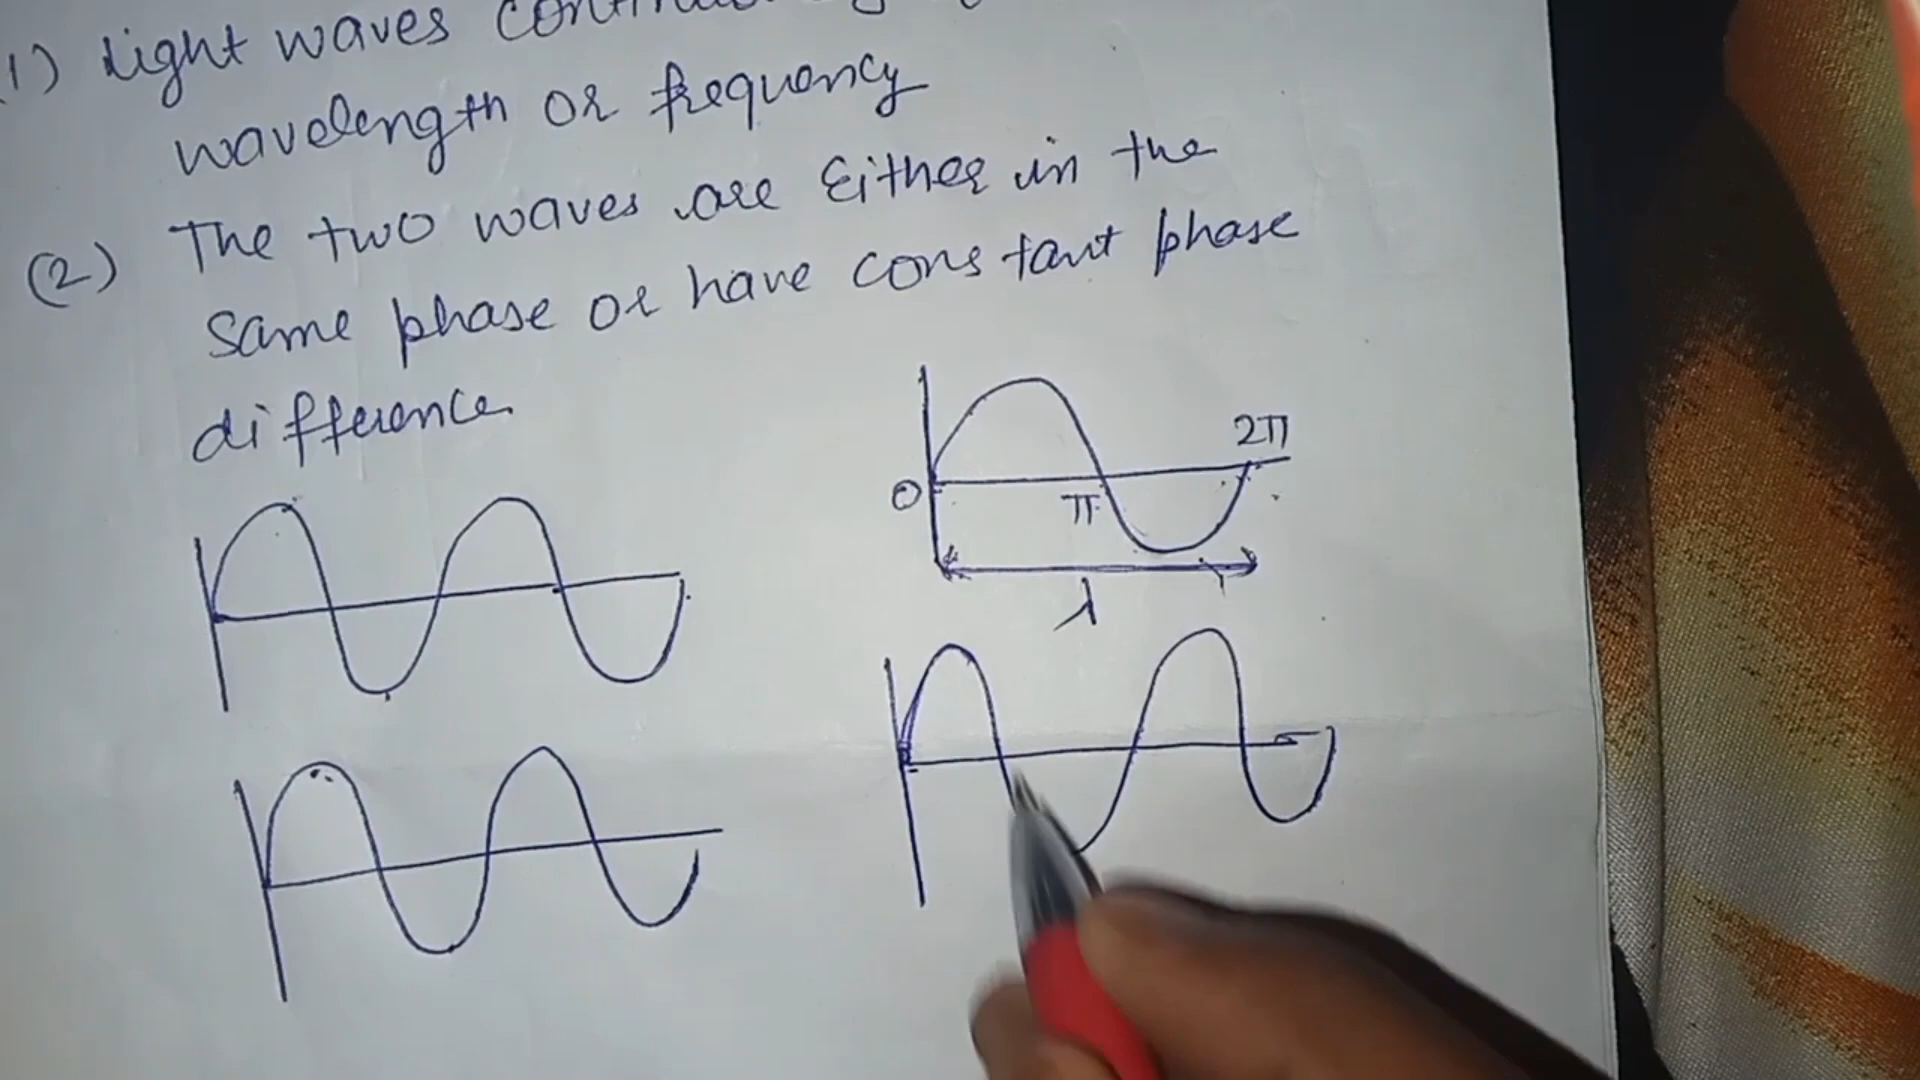 (1) Light waves
wavelength or frequency
(2) The two waves are Either in the
same phase or have constant phase
difference
2π
0
π
λ